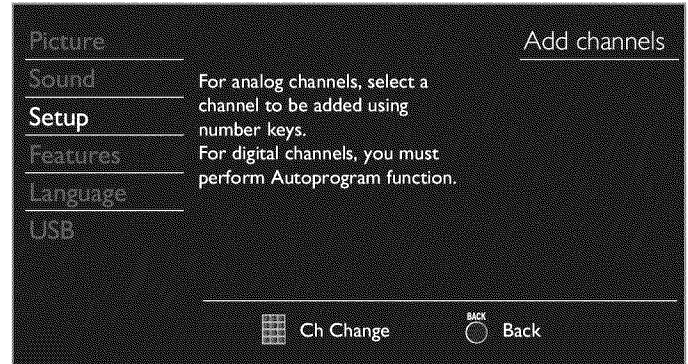 Picture
Sound
Setup
Features
Language
USB
Add channels
For analog channels, select a
channel to be added using
number keys.
For digital channels, you must
perform Autoprogram function.
Ch Change
BACK
Back